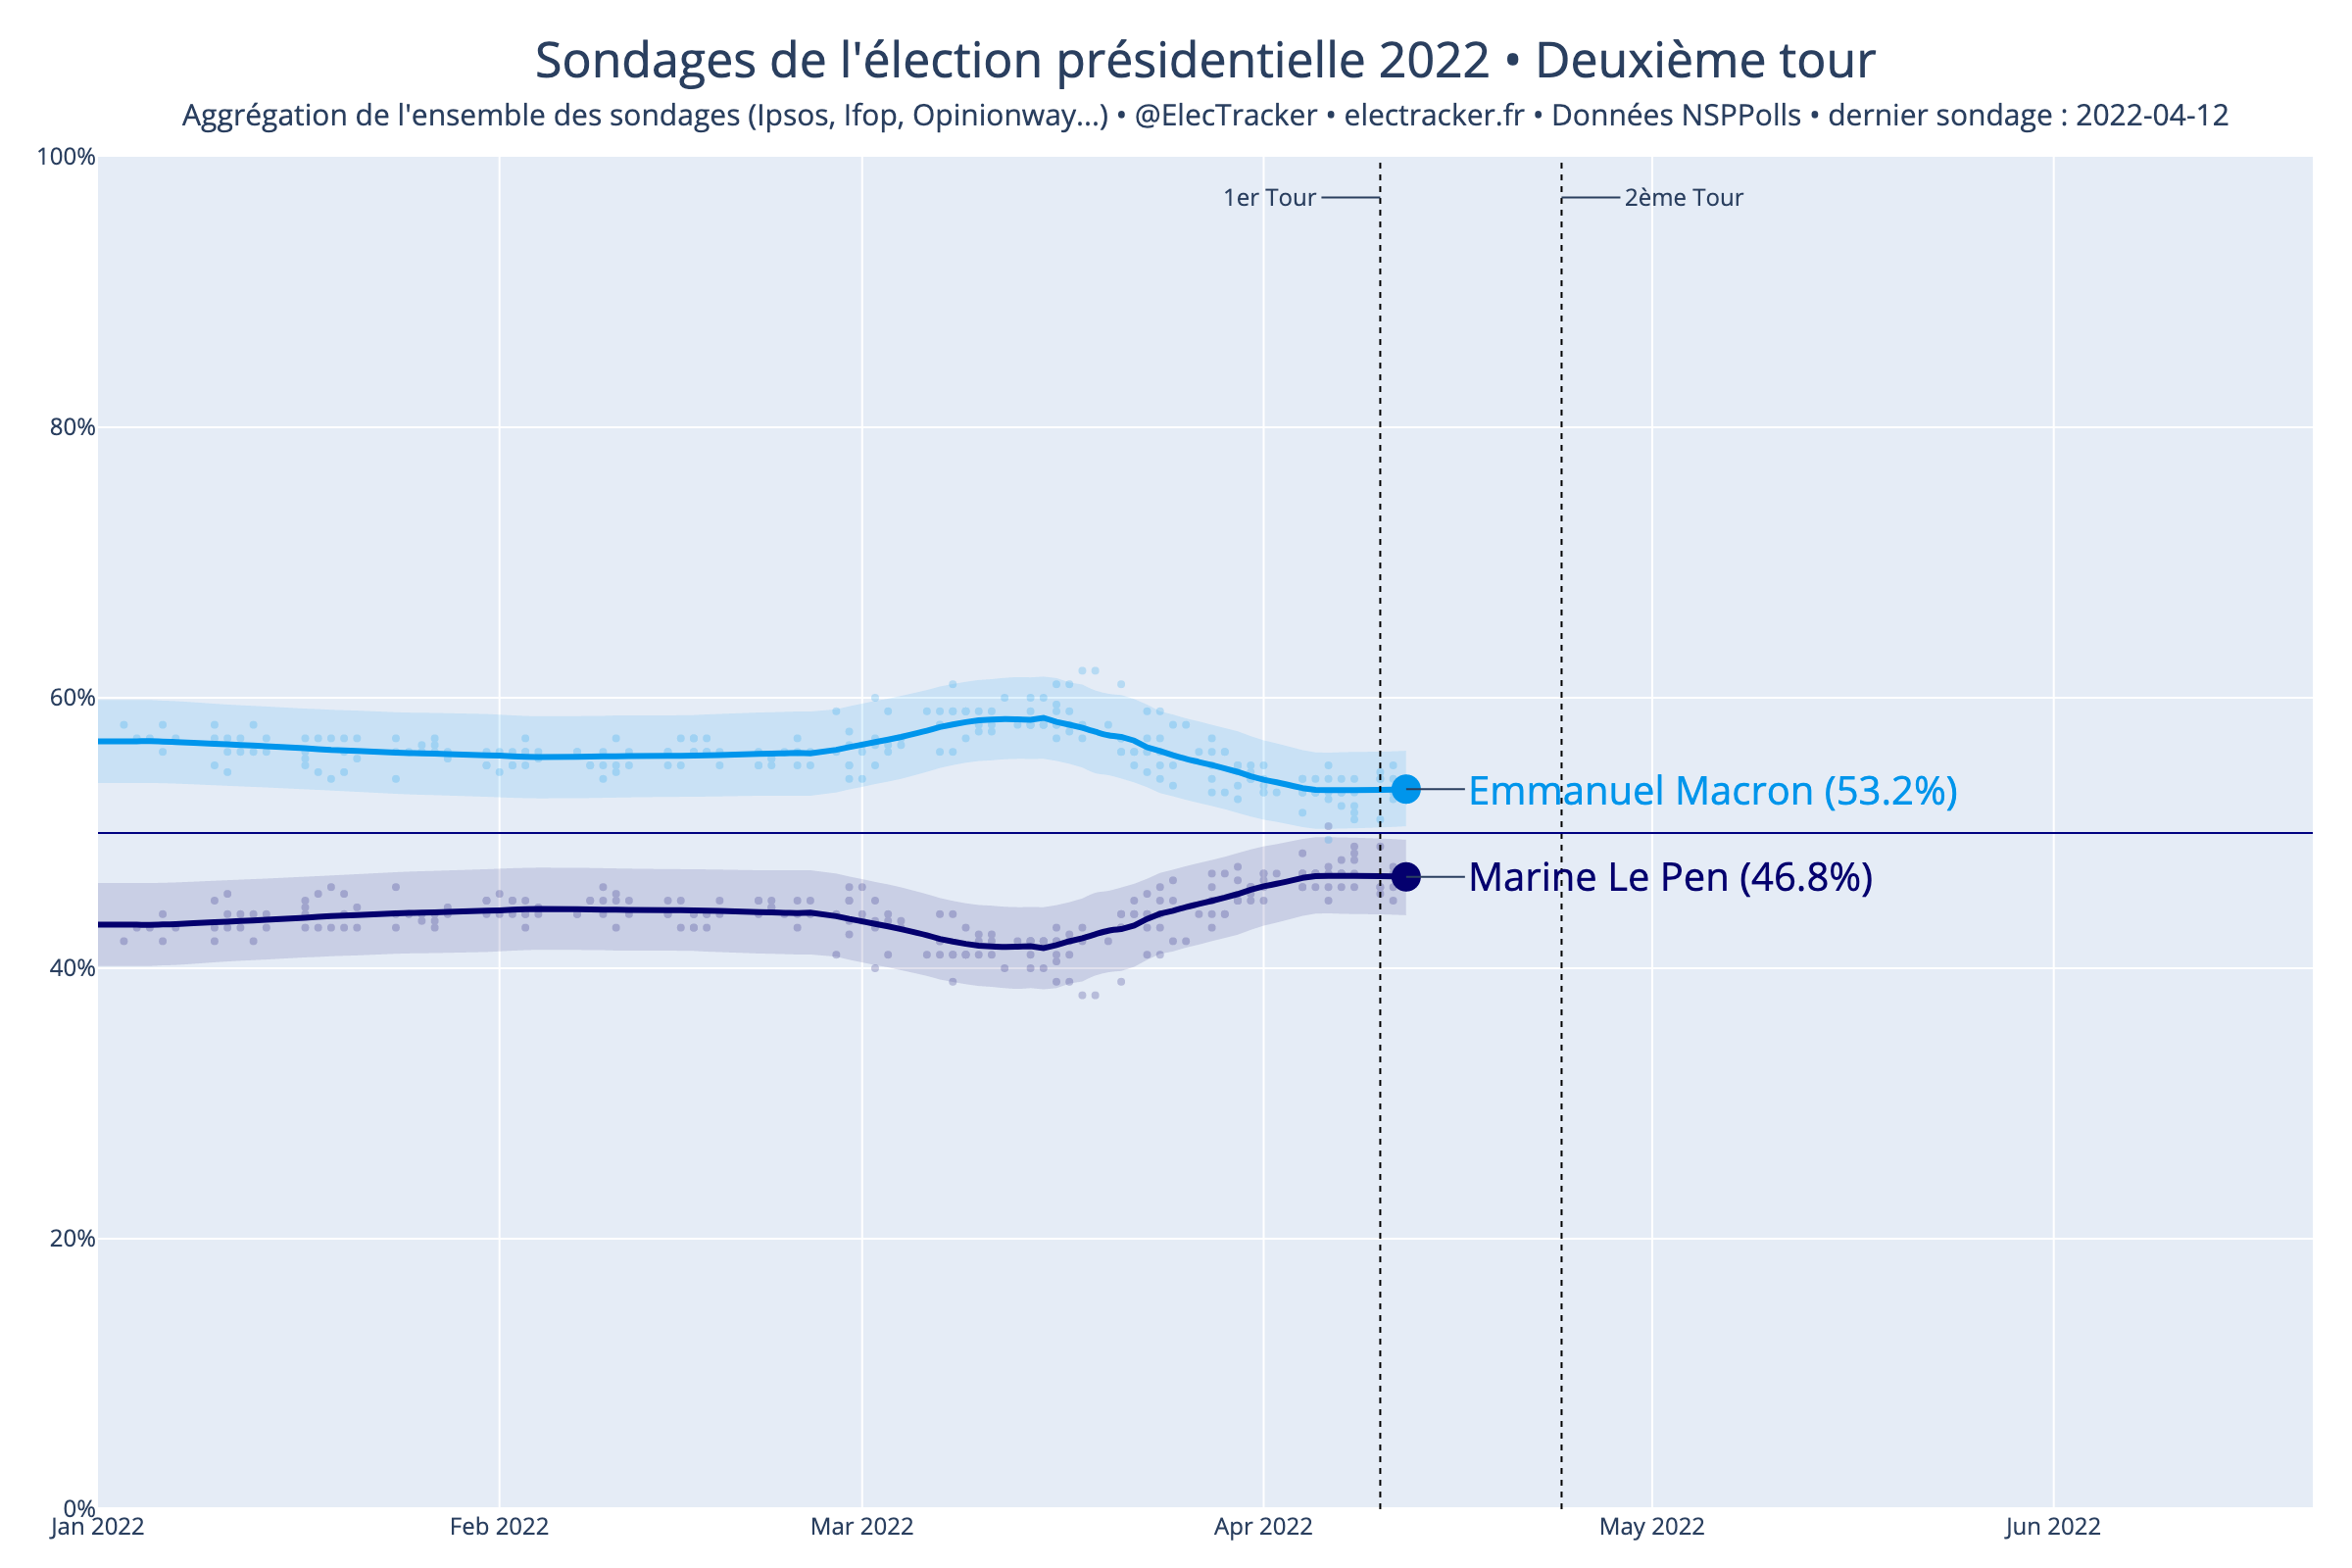 Sondages de l'élection présidentielle 2022 • Deuxième tour
Aggrégation de l'ensemble des sondages (Ipsos, Ifop, Opinionway...) • @ElecTracker • electracker.fr • Données NSPPolls • dernier sondage : 2022-04-12
100%
1er Tour
2ème Tour
80%
60%
Emmanuel Macron (53.2%)
Marine Le Pen (46.8%)
40%
20%
0%
Jan 2022
Feb 2022
Mar 2022
Apr 2022
May 2022
Jun 2022